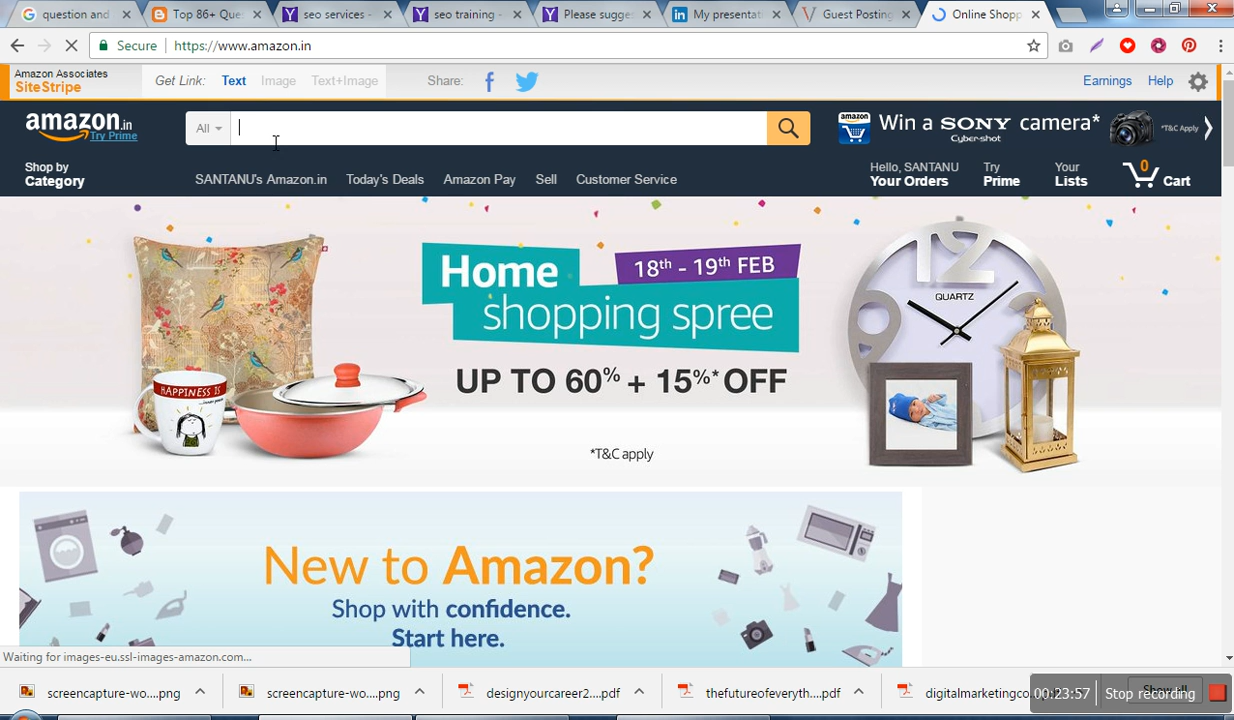 question and
Top 86+ Que
seo services -
seo training -
Please sugges
My presentat
Guest Posting
Online Shopp
Secure
https://www.amazon.in
Amazon Associates
SiteStripe
Get Link:
Text
Image
Text+Image
Share:
Earnings
Help
amazon.in
Try Prime
All
amazon
Win a SONY camera*
Cyber-shot
*T&C Apply
Shop by
Category
SANTANU's Amazon.in
Today's Deals
Amazon Pay
Sell
Customer Service
Hello, SANTANU
Your Orders
Try
Prime
Your
Lists
0
Cart
Home
shopping spree
18th - 19th FEB
UP TO 60% + 15%* OFF
*T&C apply
HAPPINESS IS
12
9
QUARTZ
New to Amazon?
Shop with confidence.
Start here.
Waiting for images-eu.ssl-images-amazon.com...
screencapture-wo....png
screencapture-wo....png
designyourcareer2....pdf
thefutureofeveryth....pdf
digitalmarketingco
00:23:57
Stop recording